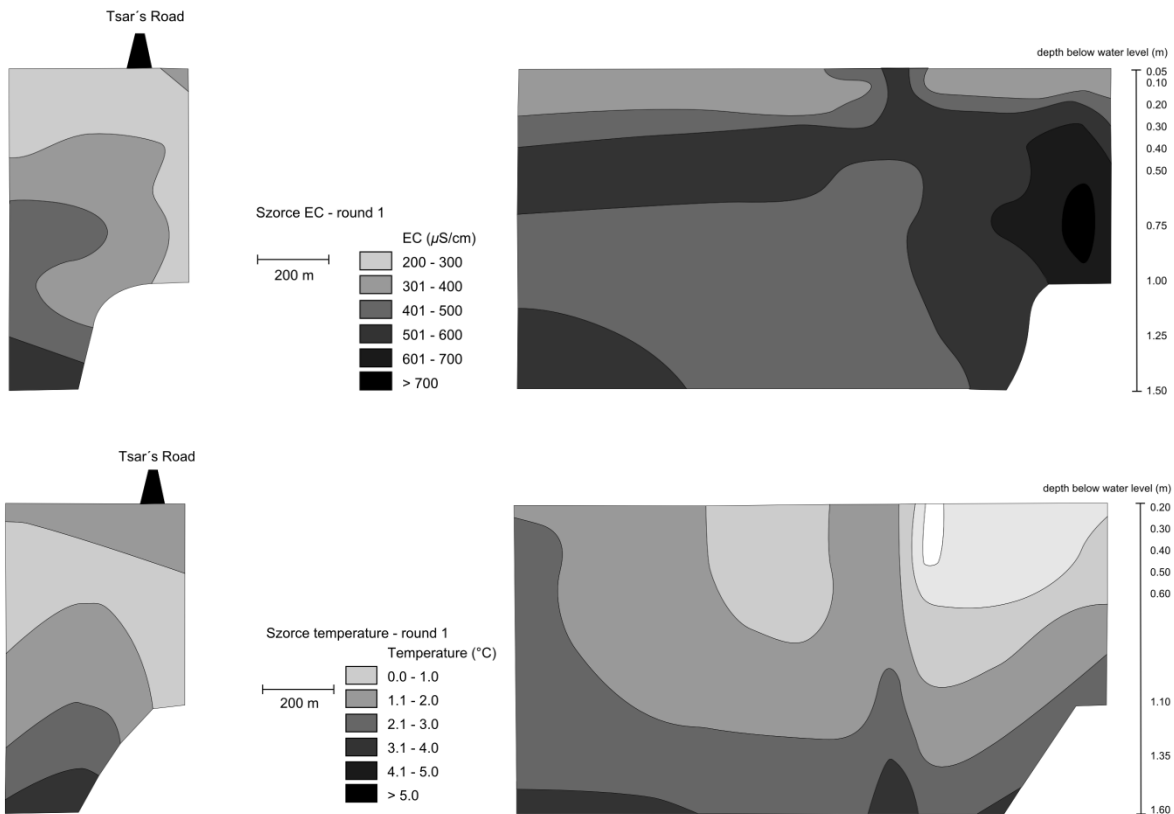 Tsar´s Road
depth below water level (m)
0.05
0.10
0.20
0.30
0.40
0.50
0.75
1.00
1.25
1.50
Szorce EC - round 1
EC (µS/cm)
200 m
200 - 300
301 - 400
401 - 500
501 - 600
601 - 700
> 700
Tsar´s Road
depth below water level (m)
0.20
0.30
0.40
0.50
0.60
1.10
1.35
1.60
Szorce temperature - round 1
Temperature (°C)
200 m
0.0 - 1.0
1.1 - 2.0
2.1 - 3.0
3.1 - 4.0
4.1 - 5.0
> 5.0